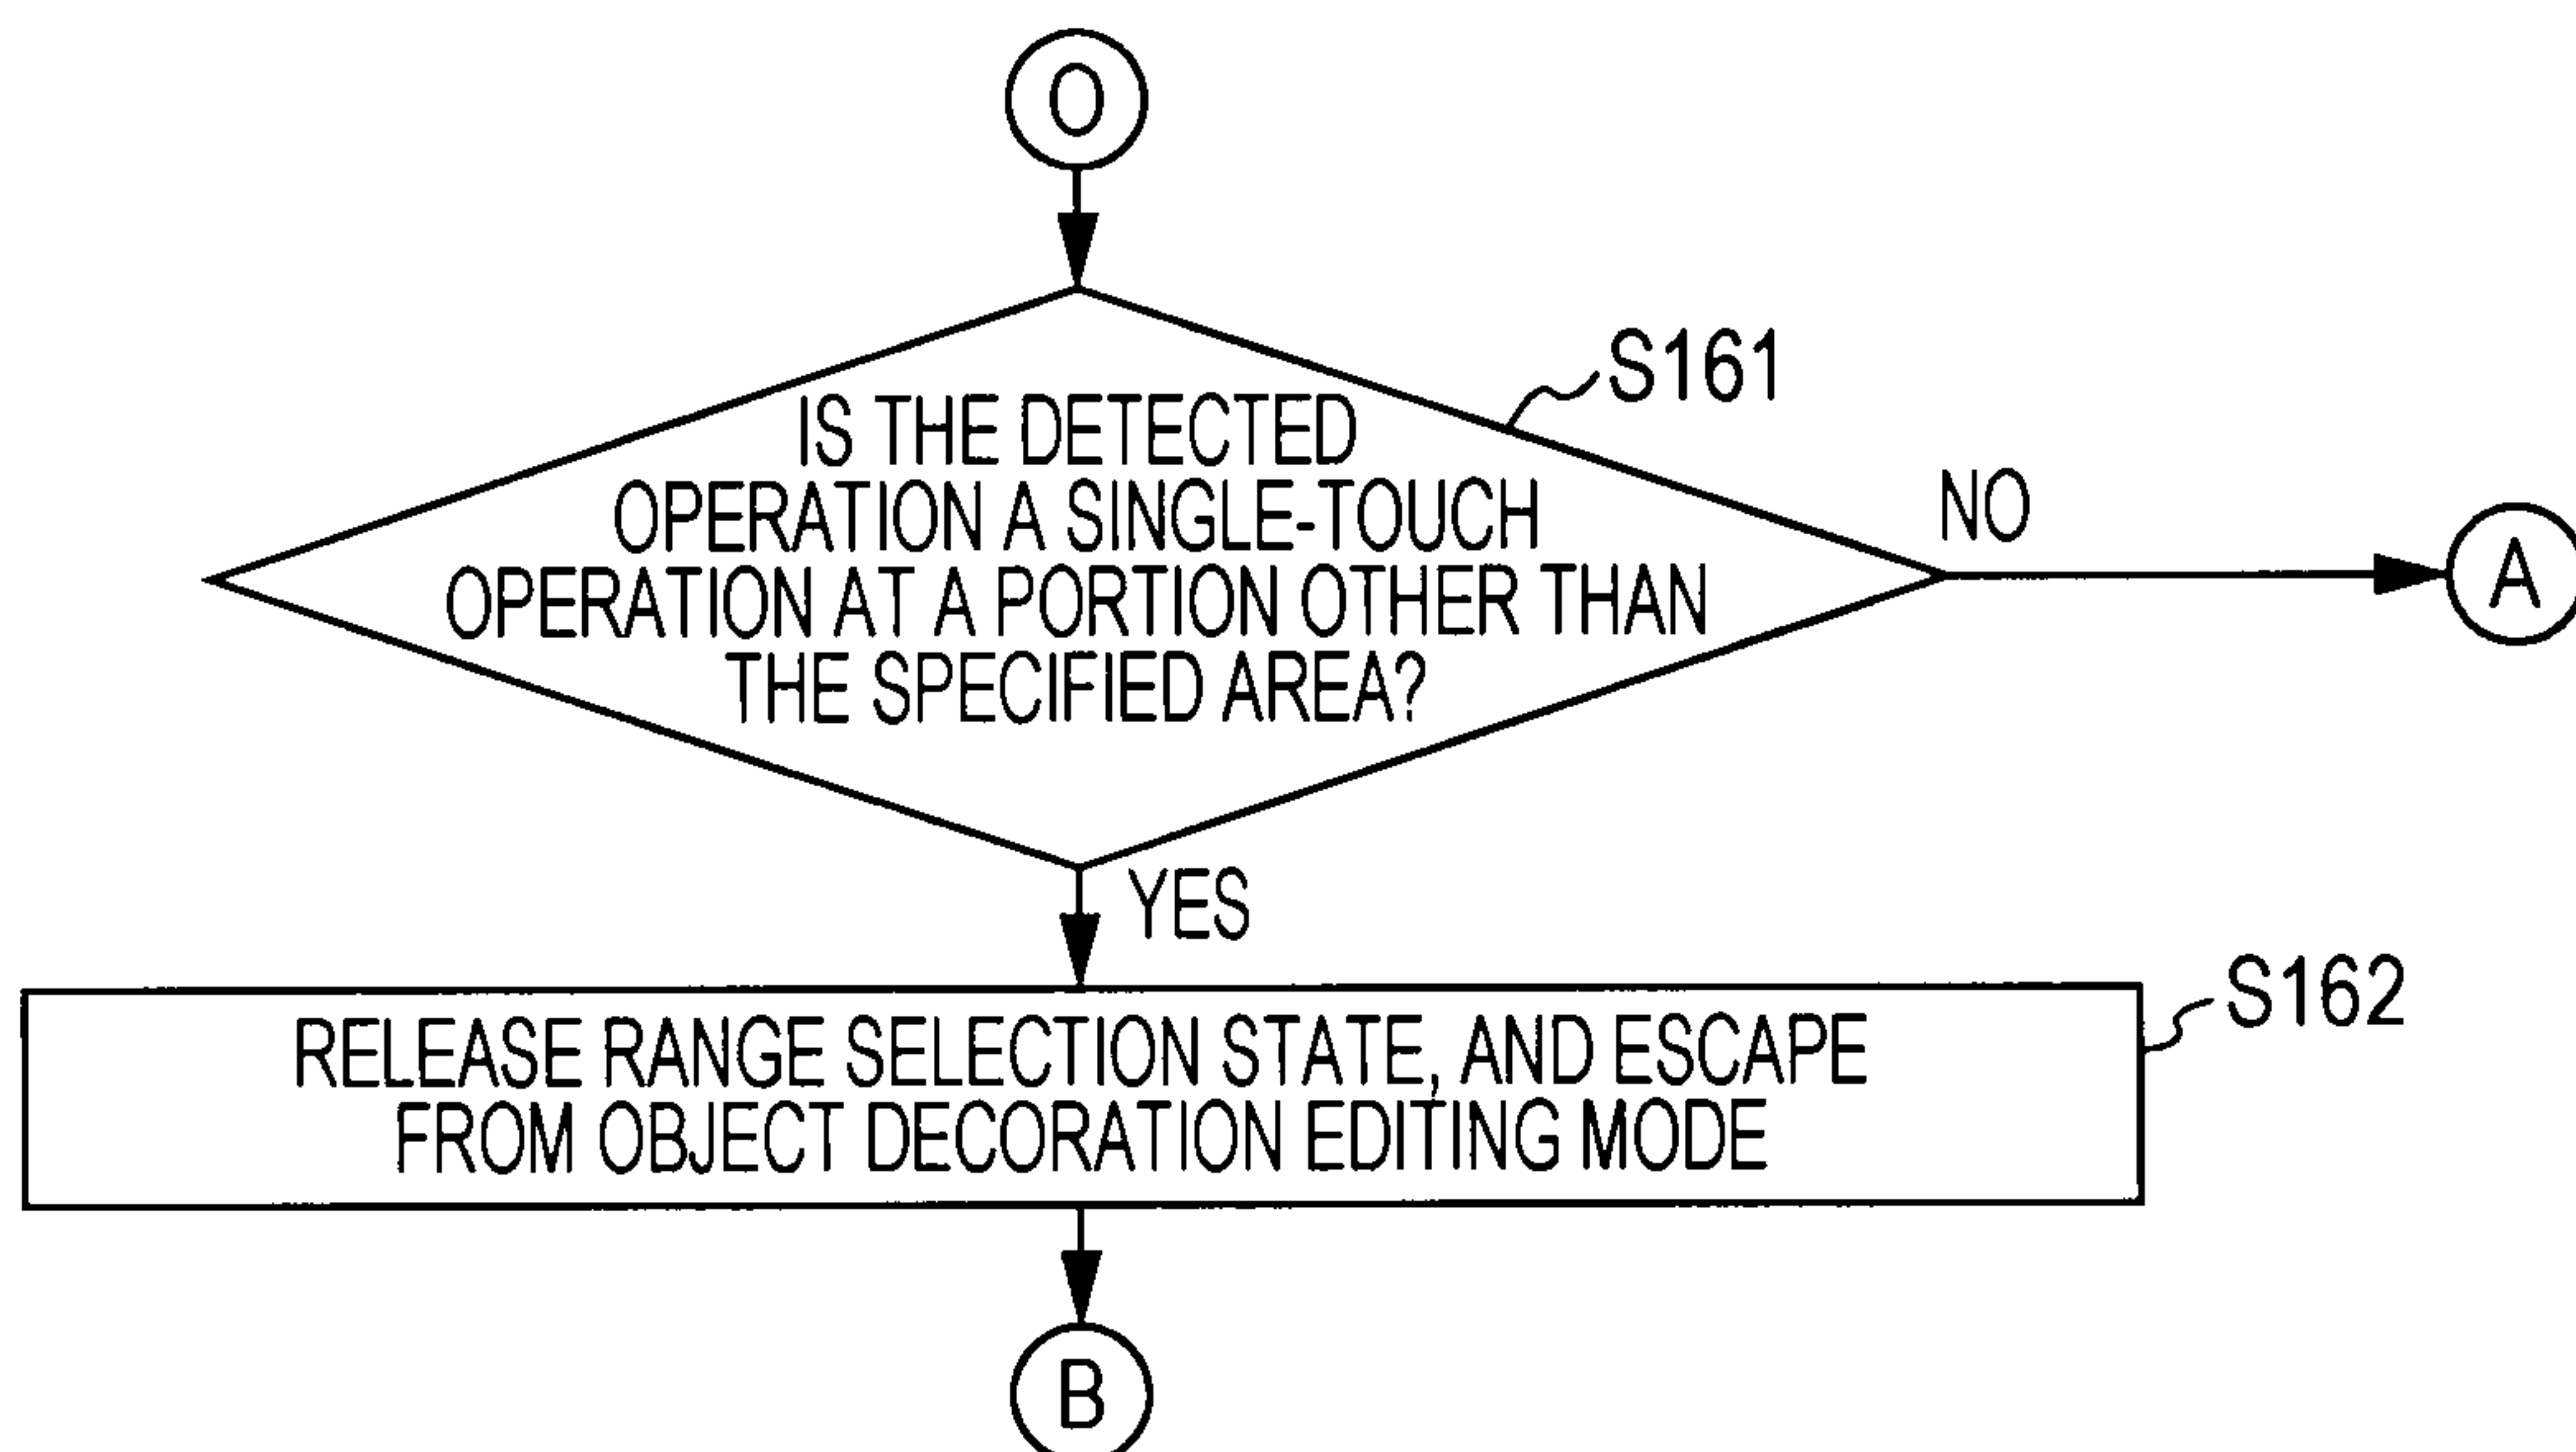 O
S161
IS THE DETECTED
OPERATION A SINGLE-TOUCH
OPERATION AT A PORTION OTHER THAN
THE SPECIFIED AREA?
NO
A
YES
S162
RELEASE RANGE SELECTION STATE, AND ESCAPE
FROM OBJECT DECORATION EDITING MODE
B